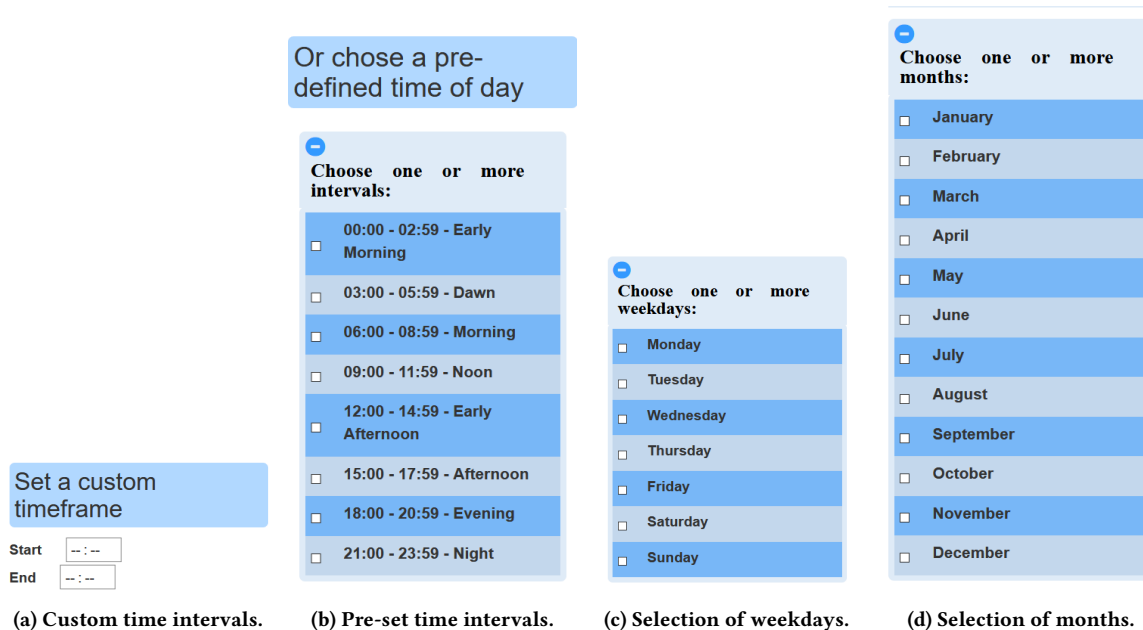 Set a custom
timeframe
Start --:--
End --:--
(a) Custom time intervals.
Or chose a pre-
defined time of day
Choose one or more
intervals:
00:00 - 02:59 - Early
Morning
03:00 - 05:59 - Dawn
06:00 - 08:59 - Morning
09:00 - 11:59 - Noon
12:00 - 14:59 - Early
Afternoon
15:00 - 17:59 - Afternoon
18:00 - 20:59 - Evening
21:00 - 23:59 - Night
(b) Pre-set time intervals.
Choose one or more
weekdays:
Monday
Tuesday
Wednesday
Thursday
Friday
Saturday
Sunday
(c) Selection of weekdays.
Choose one or more
months:
January
February
March
April
May
June
July
August
September
October
November
December
(d) Selection of months.